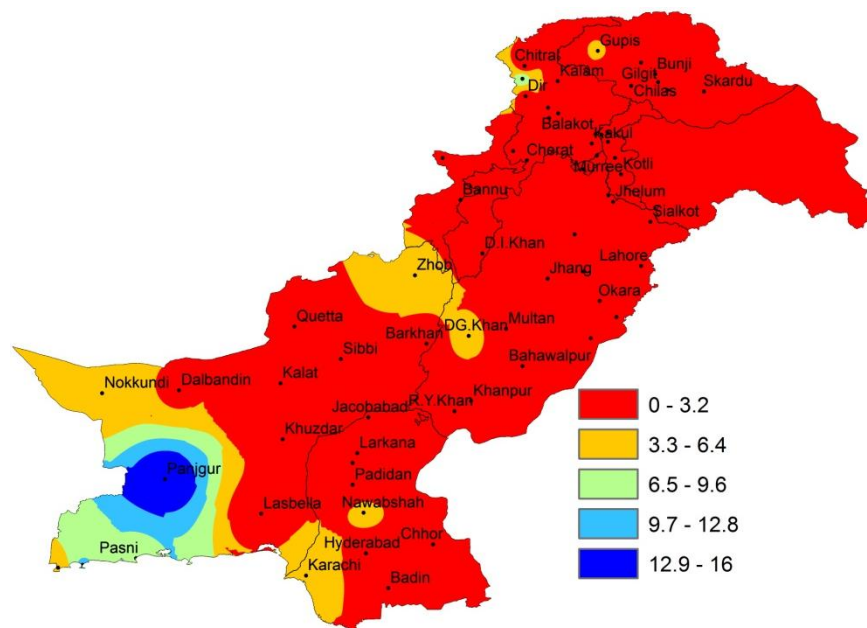 Gupis
Chitral
Bunji
Kalam
Gilgit
Skardu
Dir
Chilas
Balakot
Kakul
Cherat
Murree
Kotli
Bannu
Jhelum
Sialkot
D.I.Khan
Zhob
Lahore
Jhang
Okara
Quetta
DG.Khan
Multan
Barkhan
Sibbi
Bahawalpur
Nokkundi
Dalbandin
Kalat
Khanpur
R.Y.Khan
Jacobabad
Khuzdar
Larkana
Panjgur
Padidan
Lasbella
Nawabshah
Chhor
Pasni
Hyderabad
Karachi
Badin
0 - 3.2
3.3 - 6.4
6.5 - 9.6
9.7 - 12.8
12.9 - 16